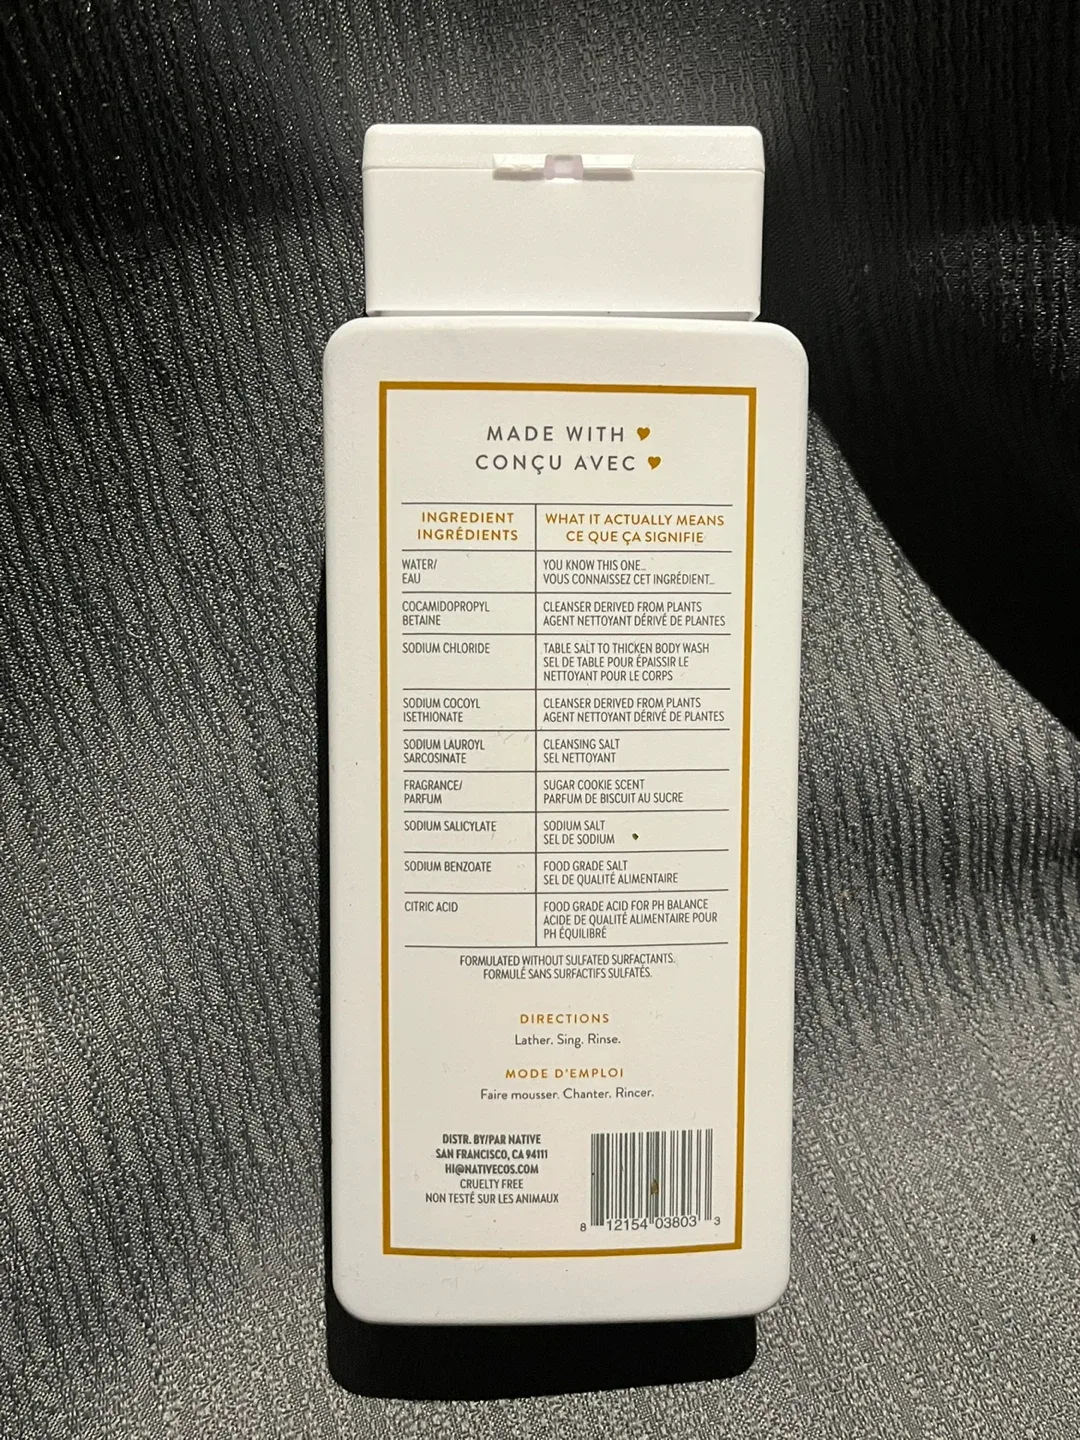 MADE WITH
CONÇU AVEC
INGREDIENT
INGRÉDIENTS
WHAT IT ACTUALLY MEANS
CE QUE ÇA SIGNIFIE
WATER/
EAU
YOU KNOW THIS ONE...
VOUS CONNAISSEZ CET INGRÉDIENT...
COCAMIDOPROPYL
BETAINE
CLEANSER DERIVED FROM PLANTS
AGENT NETTOYANT DÉRIVÉ DE PLANTES
SODIUM CHLORIDE
TABLE SALT TO THICKEN BODY WASH
SEL DE TABLE POUR ÉPAISSIR LE
NETTOYANT POUR LE CORPS
SODIUM COCOYL
ISETHIONATE
CLEANSER DERIVED FROM PLANTS
AGENT NETTOYANT DÉRIVÉ DE PLANTES
SODIUM LAUROYL
SARCOSINATE
CLEANSING SALT
SEL NETTOYANT
FRAGRANCE/
PARFUM
SUGAR COOKIE SCENT
PARFUM DE BISCUIT AU SUCRE
SODIUM SALICYLATE
SODIUM SALT
SEL DE SODIUM
SODIUM BENZOATE
FOOD GRADE SALT
SEL DE QUALITÉ ALIMENTAIRE
CITRIC ACID
FOOD GRADE ACID FOR PH BALANCE
ACIDE DE QUALITÉ ALIMENTAIRE POUR
PH ÉQUILIBRÉ
FORMULATED WITHOUT SULFATED SURFACTANTS.
FORMULÉ SANS SURFACTIFS SULFATÉS.
DIRECTIONS
Lather. Sing. Rinse.
MODE D'EMPLOI
Faire mousser. Chanter. Rincer.
DISTR. BY/PAR NATIVE
SAN FRANCISCO, CA 94111
HI@NATIVECOS.COM
CRUELTY FREE
NON TESTÉ SUR LES ANIMAUX
8 12154 03803 3